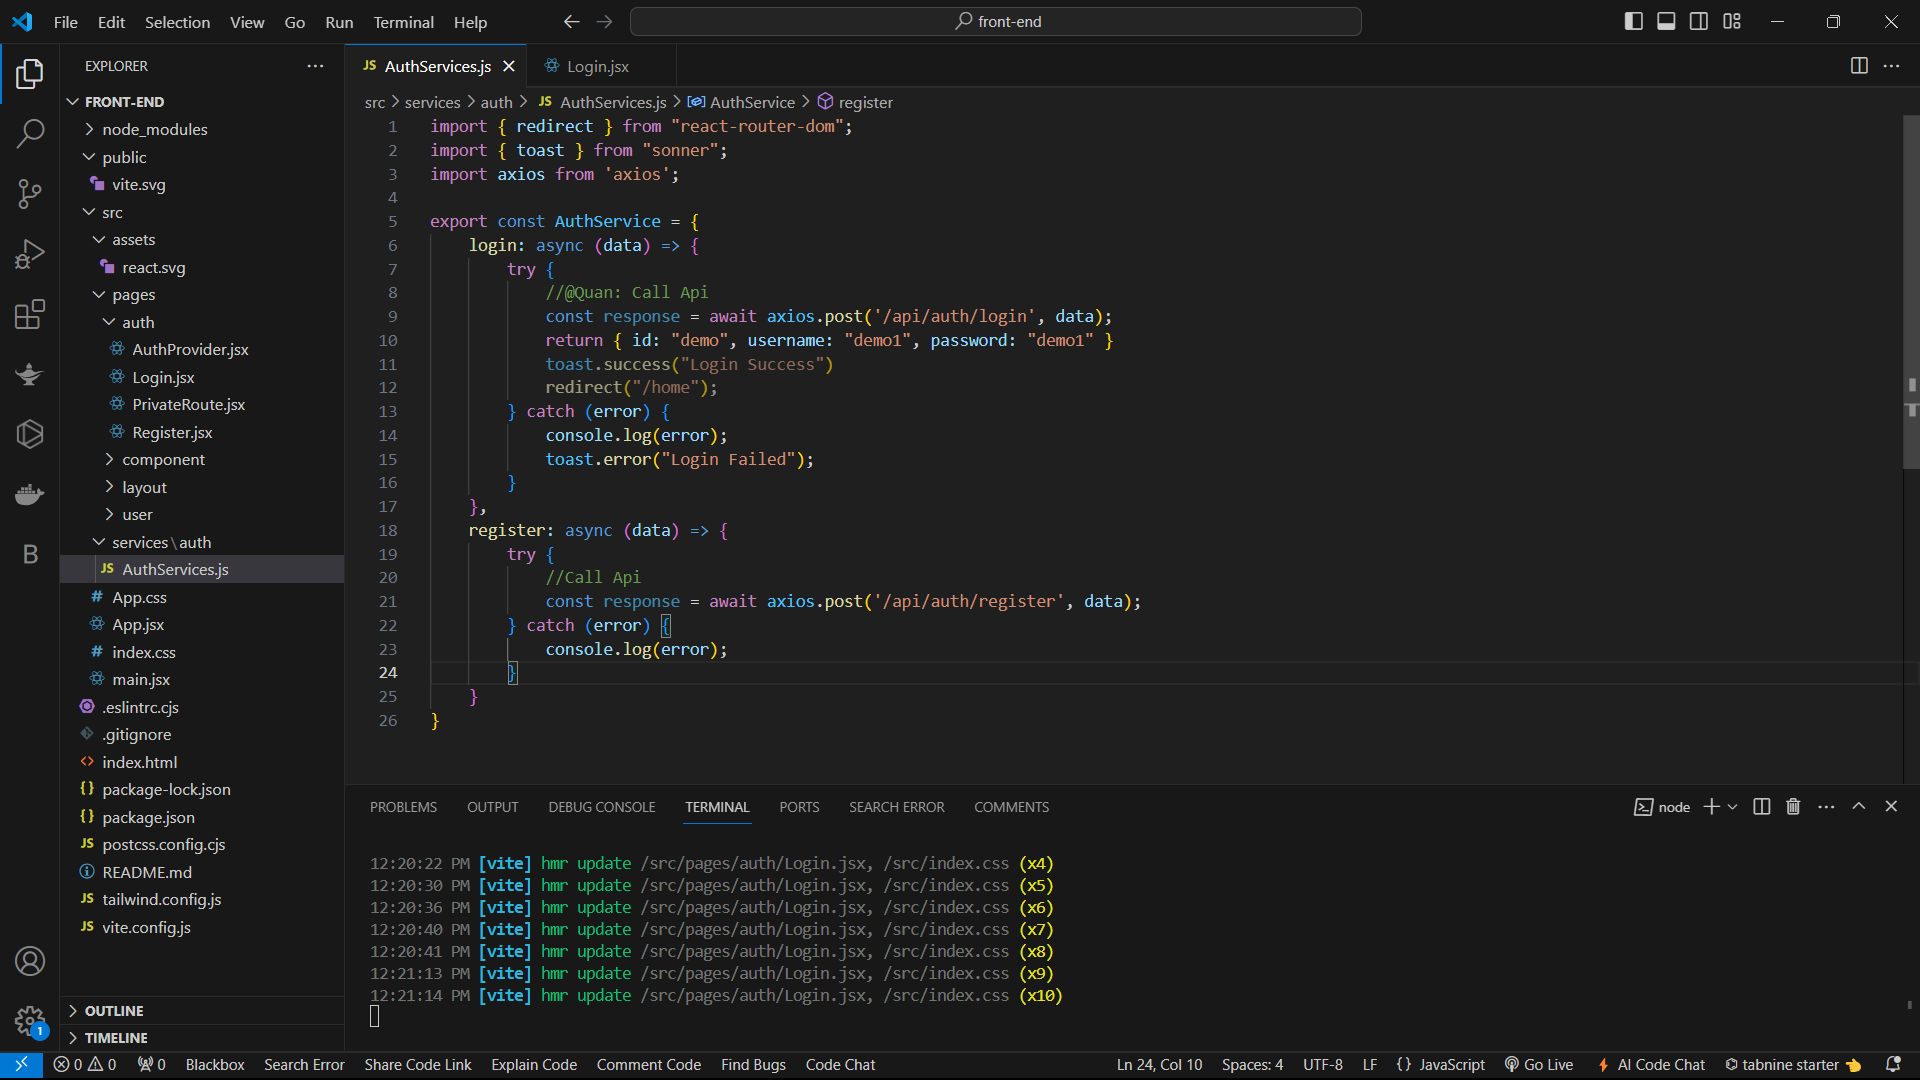 File Edit Selection View Go Run Terminal Help
front-end
EXPLORER
FRONT-END
node_modules
public
vite.svg
src
assets
react.svg
pages
auth
AuthProvider.jsx
Login.jsx
PrivateRoute.jsx
Register.jsx
component
layout
user
services\auth
JS AuthServices.js
# App.css
App.jsx
# index.css
main.jsx
.eslintrc.cjs
.gitignore
<> index.html
{} package-lock.json
{} package.json
JS postcss.config.cjs
README.md
JS tailwind.config.js
JS vite.config.js
OUTLINE
TIMELINE
B
1
JS AuthServices.js
Login.jsx
src > services > auth > JS AuthServices.js > AuthService > register
1 import { redirect } from "react-router-dom";
2 import { toast } from "sonner";
3 import axios from 'axios';
4
5 export const AuthService = {
6 login: async (data) => {
7 try {
8 //@Quan: Call Api
9 const response = await axios.post('/api/auth/login', data);
10 return { id: "demo", username: "demo1", password: "demo1" }
11 toast.success("Login Success")
12 redirect("/home");
13 } catch (error) {
14 console.log(error);
15 toast.error("Login Failed");
16 }
17 },
18 register: async (data) => {
19 try {
20 //Call Api
21 const response = await axios.post('/api/auth/register', data);
22 } catch (error) {
23 console.log(error);
24 }
25 }
26 }
PROBLEMS OUTPUT DEBUG CONSOLE TERMINAL PORTS SEARCH ERROR COMMENTS
node
12:20:22 PM [vite] hmr update /src/pages/auth/Login.jsx, /src/index.css (x4)
12:20:30 PM [vite] hmr update /src/pages/auth/Login.jsx, /src/index.css (x5)
12:20:36 PM [vite] hmr update /src/pages/auth/Login.jsx, /src/index.css (x6)
12:20:40 PM [vite] hmr update /src/pages/auth/Login.jsx, /src/index.css (x7)
12:20:41 PM [vite] hmr update /src/pages/auth/Login.jsx, /src/index.css (x8)
12:21:13 PM [vite] hmr update /src/pages/auth/Login.jsx, /src/index.css (x9)
12:21:14 PM [vite] hmr update /src/pages/auth/Login.jsx, /src/index.css (x10)
0 0 0 Blackbox Search Error Share Code Link Explain Code Comment Code Find Bugs Code Chat Ln 24, Col 10 Spaces: 4 UTF-8 LF {} JavaScript Go Live AI Code Chat tabnine starter